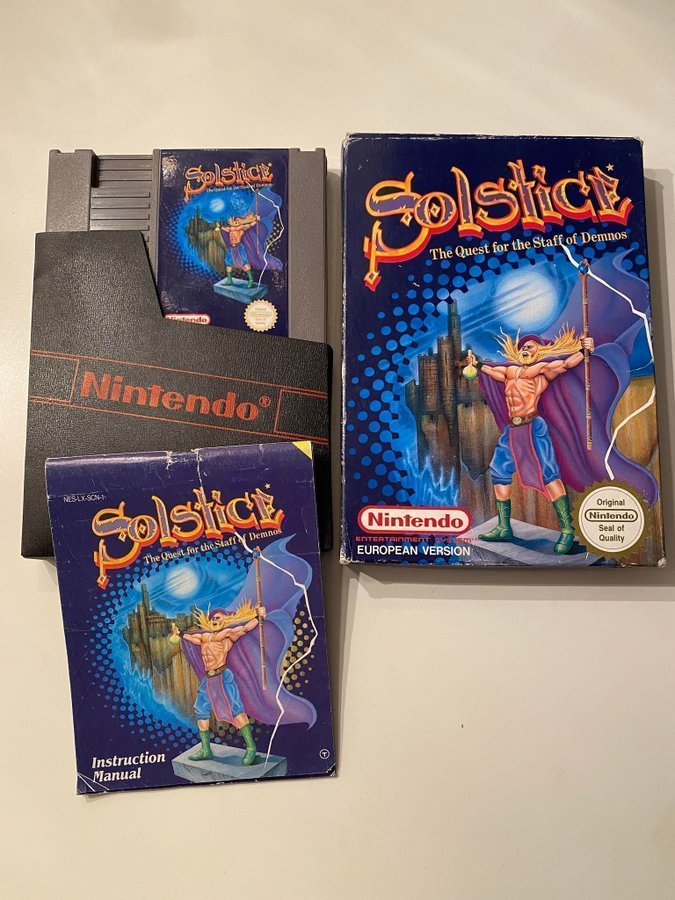 Solstice
The Quest for the Staff of Demnos
Nintendo
Nintendo®
Solstice
The Quest for the Staff of Demnos
Nintendo
ENTERTAINMENT SYSTEM
EUROPEAN VERSION
Original
Nintendo
Seal of
Quality
NES-LX-SCN-1
Solstice
The Quest for the Staff of Demnos
Instruction
Manual
T